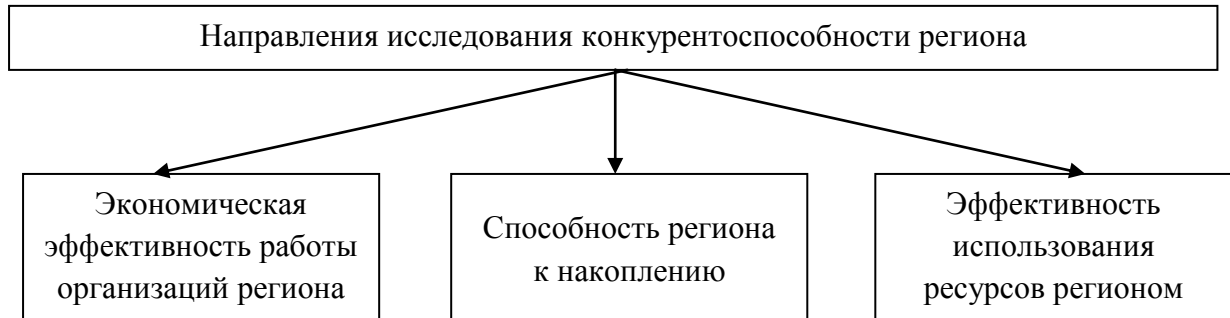 Направления исследования конкурентоспособности региона
Экономическая
эффективность работы
организаций региона
Способность региона
к накоплению
Эффективность
использования
ресурсов регионом